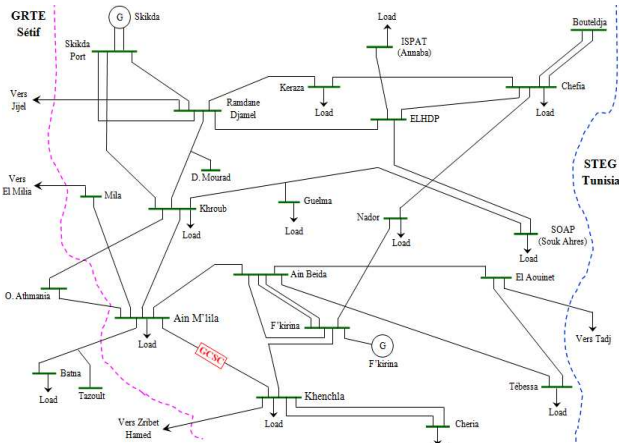 GRTE
Sétif
G
Skikda
Skikda
Port
Load
ISPAT
(Annaba)
Bouteldja
Vers
Jijel
Ramdane
Djamel
Keraza
Load
Chefia
Load
ELHDP
STEG
Tunisia
Vers
El Milia
Mila
D. Mourad
Khroub
Load
Guelma
Load
Nador
Load
SOAP
(Souk Ahres)
Load
Ain Beida
El Aouinet
O. Athmania
Ain M'lila
Load
F'kirina
G
F'kirina
Vers Tadj
GCSC
Batna
Load
Tazoult
Khenchla
Load
Tébessa
Load
Vers Zribet
Hamed
Cheria